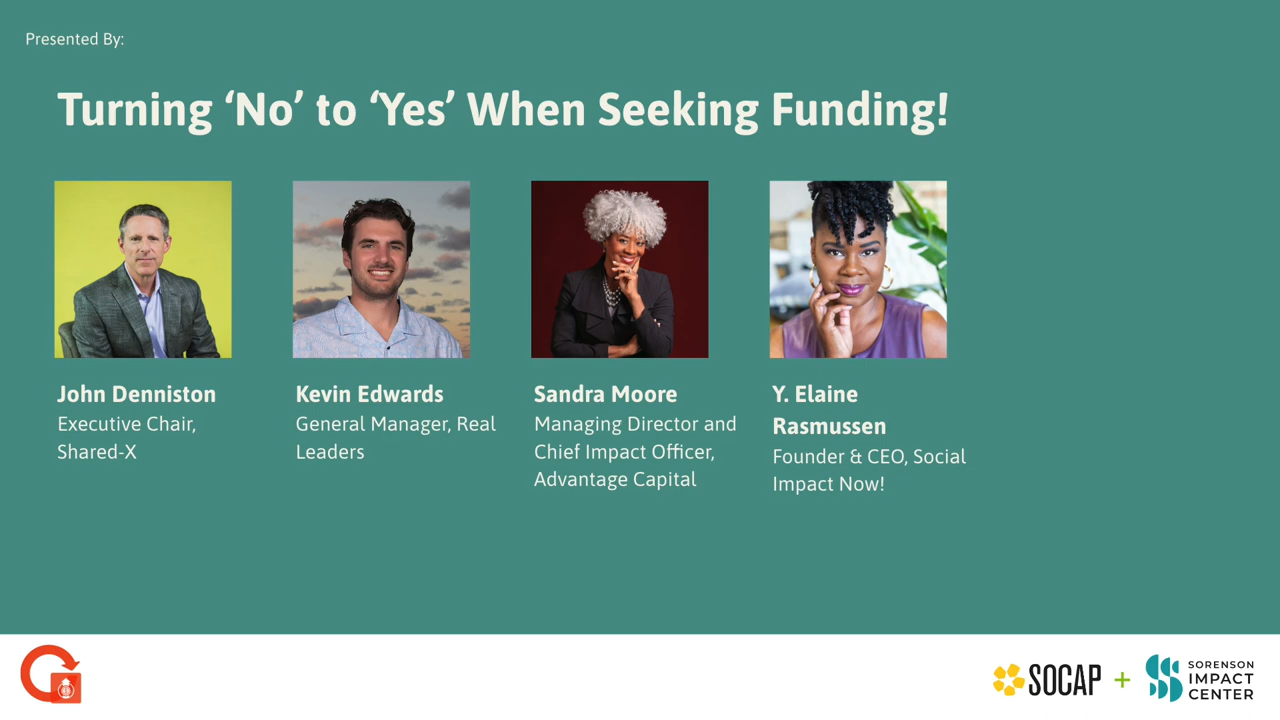 Presented By:
Turning ‘No’ to ‘Yes’ When Seeking Funding!
John Denniston
Executive Chair,
Shared-X
Kevin Edwards
General Manager, Real
Leaders
Sandra Moore
Managing Director and
Chief Impact Officer,
Advantage Capital
Y. Elaine
Rasmussen
Founder & CEO, Social
Impact Now!
SOCAP + SORENSON
IMPACT
CENTER